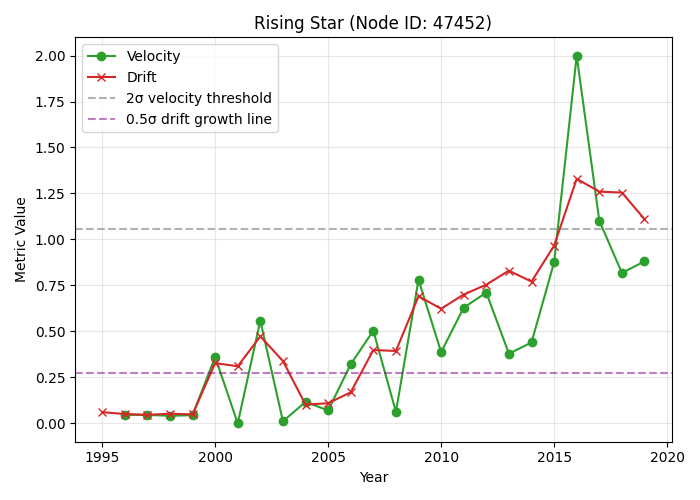 Rising Star (Node ID: 47452)
Velocity
Drift
2σ velocity threshold
0.5σ drift growth line
Metric Value
2.00
1.75
1.50
1.25
1.00
0.75
0.50
0.25
0.00
1995 2000 2005 2010 2015 2020
Year